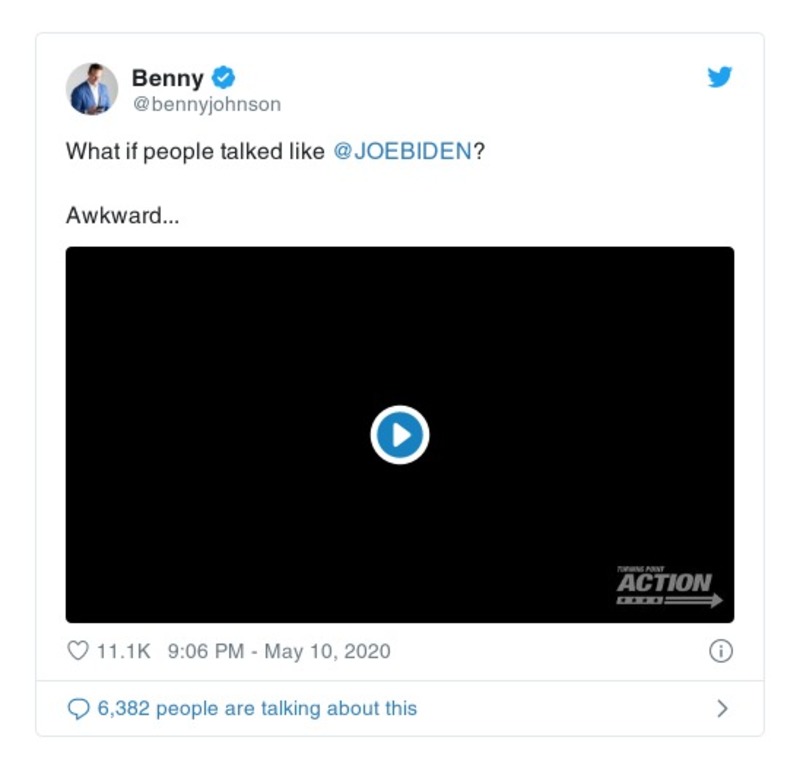 Benny
@bennyjohnson
What if people talked like @JOEBIDEN?
Awkward...
TURNING POINT
ACTION
11.1K 9:06 PM - May 10, 2020
6,382 people are talking about this